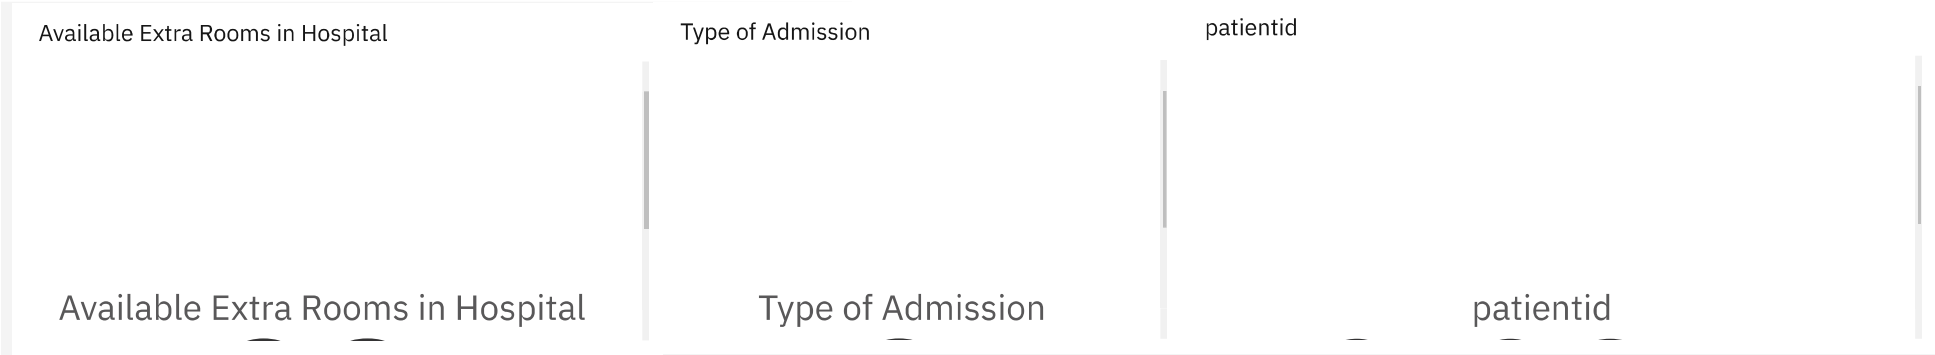 Available Extra Rooms in Hospital
Type of Admission
patientid
Available Extra Rooms in Hospital
Type of Admission
patientid